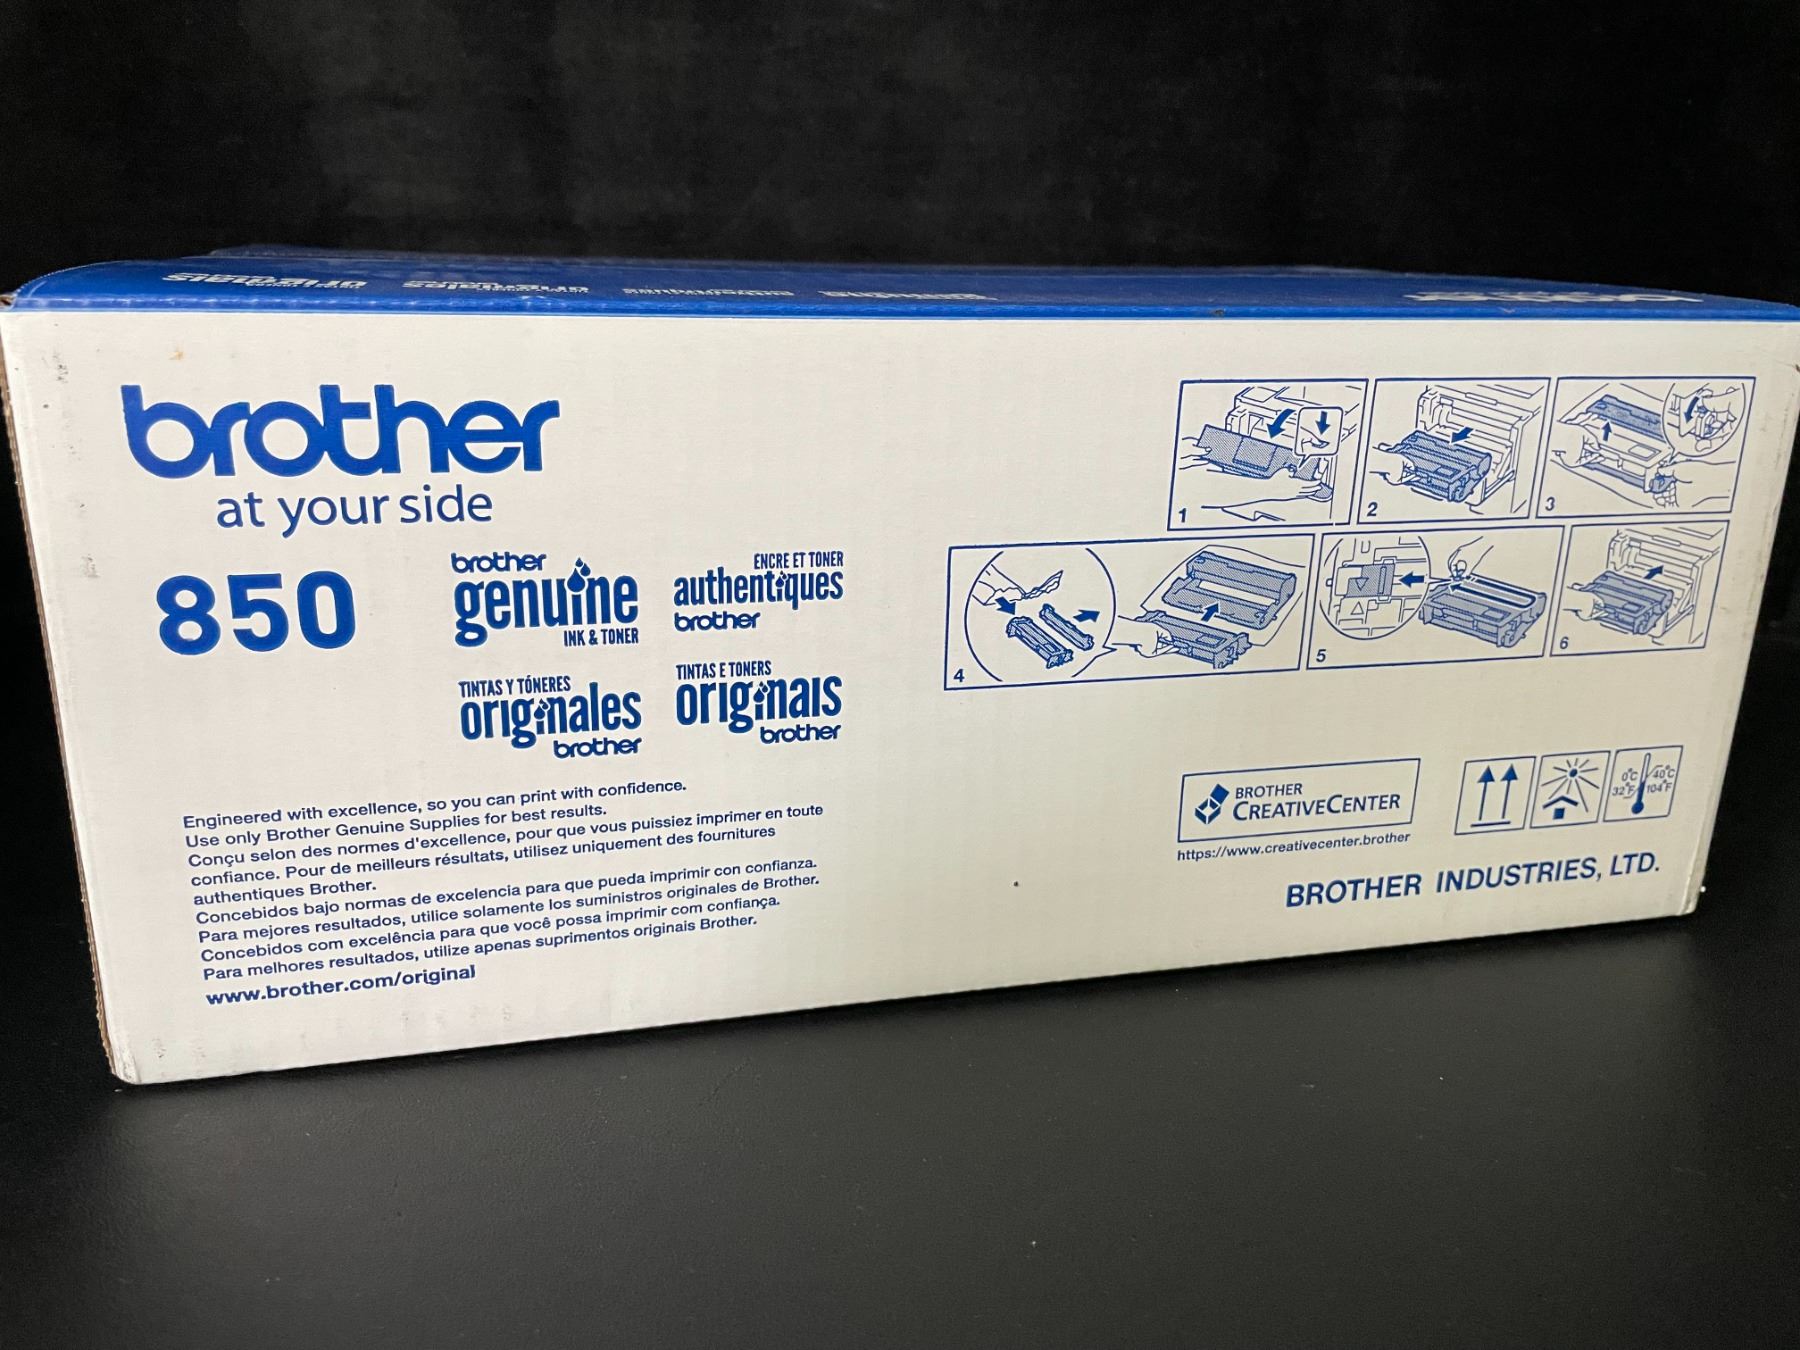 brother
at your side
850
brother
genuine
INK & TONER
ENCRE ET TONER
authentiques
brother
TINTAS Y TÓNERES
originales
brother
TINTAS E TONERS
originais
brother
Engineered with excellence, so you can print with confidence.
Use only Brother Genuine Supplies for best results.
Conçu selon des normes d'excellence, pour que vous puissiez imprimer en toute
confiance. Pour de meilleurs résultats, utilisez uniquement des fournitures
authentiques Brother.
Concebidos bajo normas de excelencia para que pueda imprimir con confianza.
Para mejores resultados, utilice solamente los suministros originales de Brother.
Concebidos com excelência para que você possa imprimir com confiança.
Para melhores resultados, utilize apenas suprimentos originais Brother.
www.brother.com/original
1
2
3
4
5
6
BROTHER
CREATIVECENTER
https://www.creativecenter.brother
0°C 40°C
32°F 104°F
BROTHER INDUSTRIES, LTD.